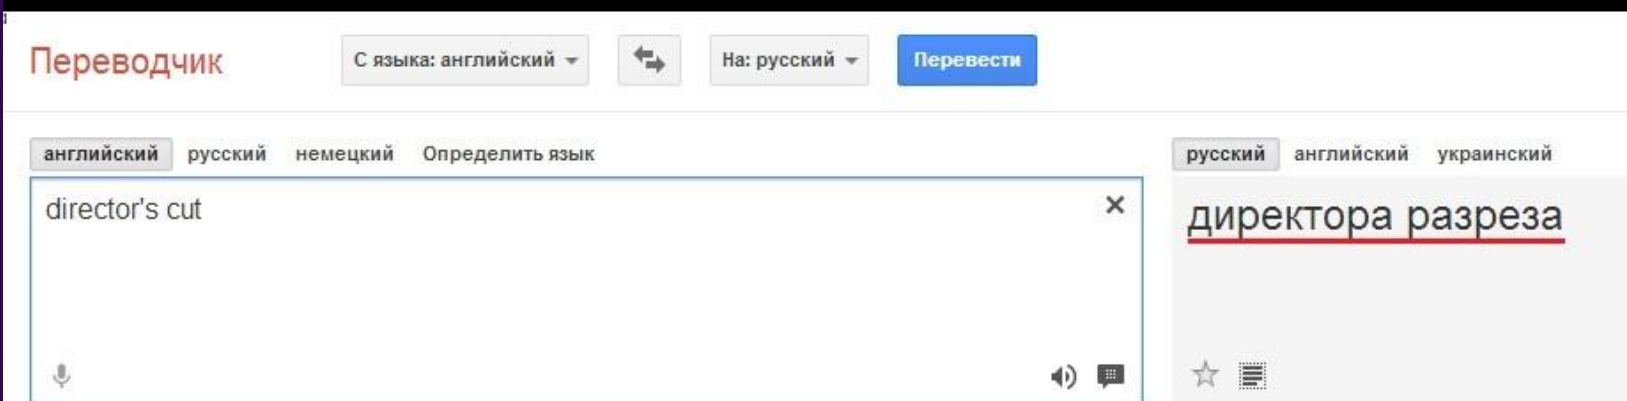 Переводчик
С языка: английский
На: русский
Перевести
английский русский немецкий Определить язык
русский английский украинский
director's cut
директора разреза